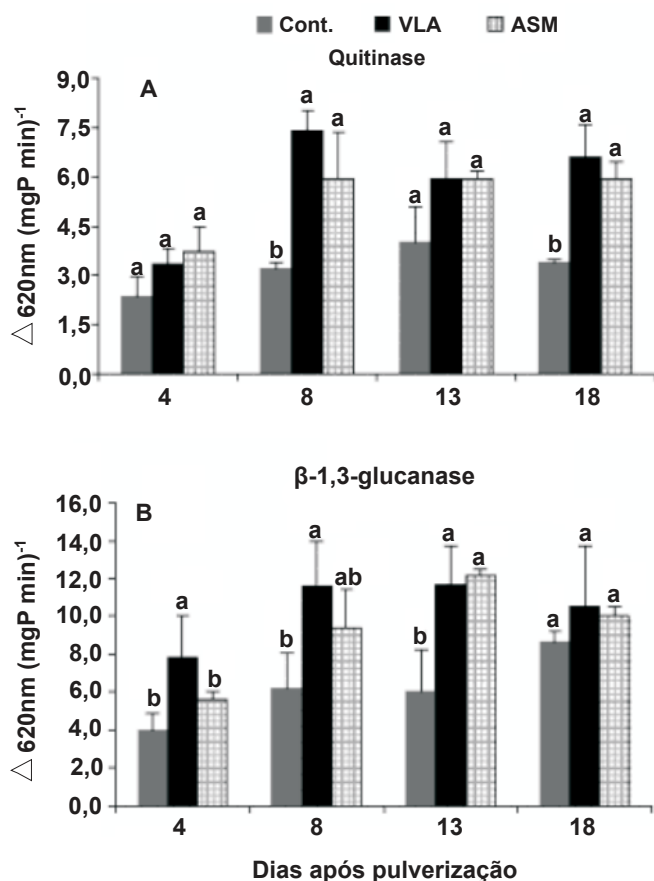 Cont. VLA ASM
Quitinase
A
△ 620nm (mgP min)⁻¹
9,0
7,5
6,0
4,5
3,0
1,5
0,0
a a a
b a a
a a a
b a a
4 8 13 18
β-1,3-glucanase
B
△ 620nm (mgP min)⁻¹
16,0
14,0
12,0
10,0
8,0
6,0
4,0
2,0
0,0
b a b
b a ab
b a a
a a a
4 8 13 18
Dias após pulverização